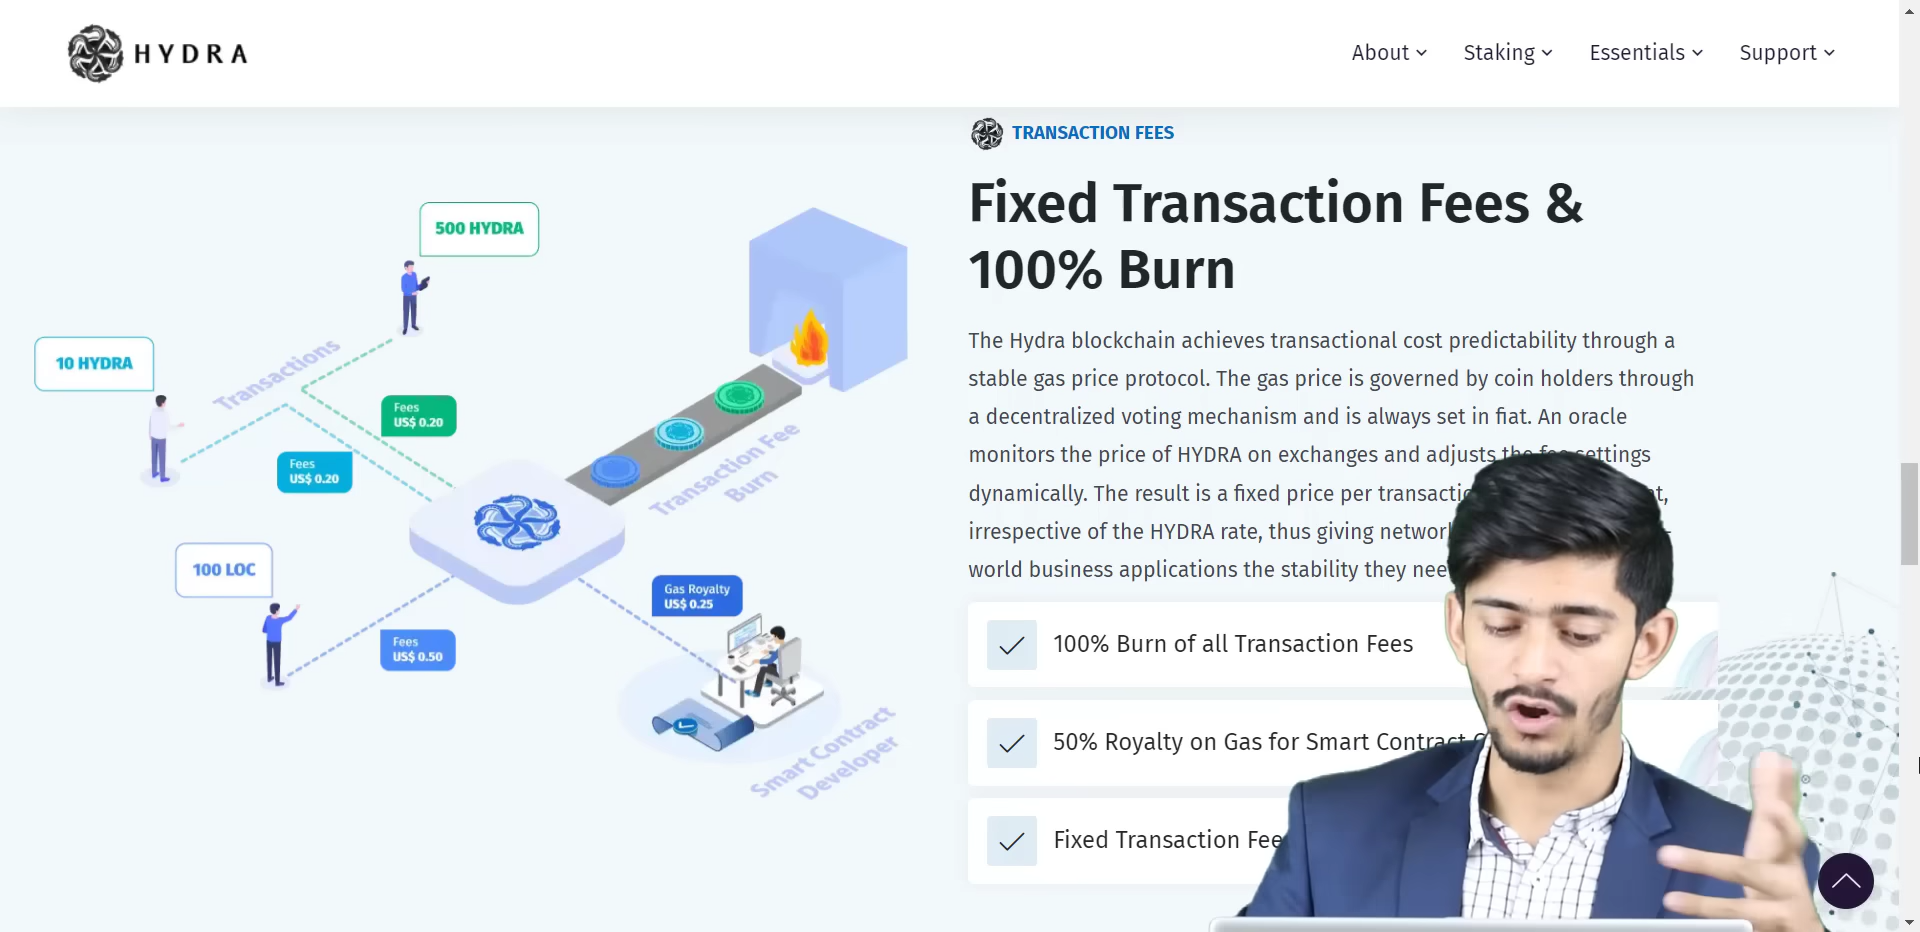 HYDRA
About
Staking
Essentials
Support
TRANSACTION FEES
Fixed Transaction Fees &
100% Burn
The Hydra blockchain achieves transactional cost predictability through a
stable gas price protocol. The gas price is governed by coin holders through
a decentralized voting mechanism and is always set in fiat. An oracle
monitors the price of HYDRA on exchanges and adjusts the fee settings
dynamically. The result is a fixed price per
irrespective of the HYDRA rate, thus giving
world business applications the stability they
100% Burn of all Transaction Fees
50% Royalty on Gas for Smart Contract
Fixed Transaction
500 HYDRA
10 HYDRA
Transactions
Fees
US$ 0.20
Fees
US$ 0.20
Transaction Fee
Burn
100 LOC
Fees
US$ 0.50
Gas Royalty
US$ 0.25
Smart Contract
Developer